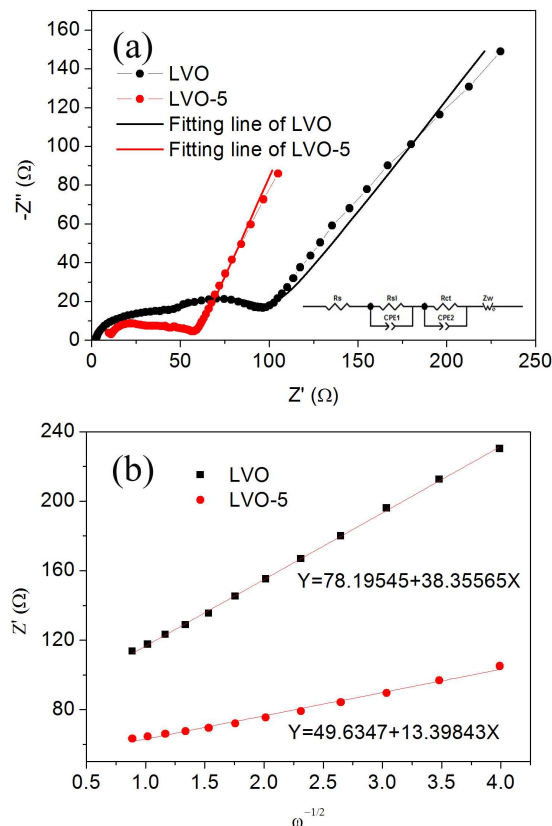 (a)
LVO
LVO-5
Fitting line of LVO
Fitting line of LVO-5
-Z'' (Ω)
160
140
120
100
80
60
40
20
0
Rs Rsl Rct Zw
CPE1 CPE2
0 50 100 150 200 250
Z' (Ω)
(b)
LVO
LVO-5
Z' (Ω)
240
200
160
120
80
Y=78.19545+38.35565X
Y=49.6347+13.39843X
0.5 1.0 1.5 2.0 2.5 3.0 3.5 4.0
φ^-1/2